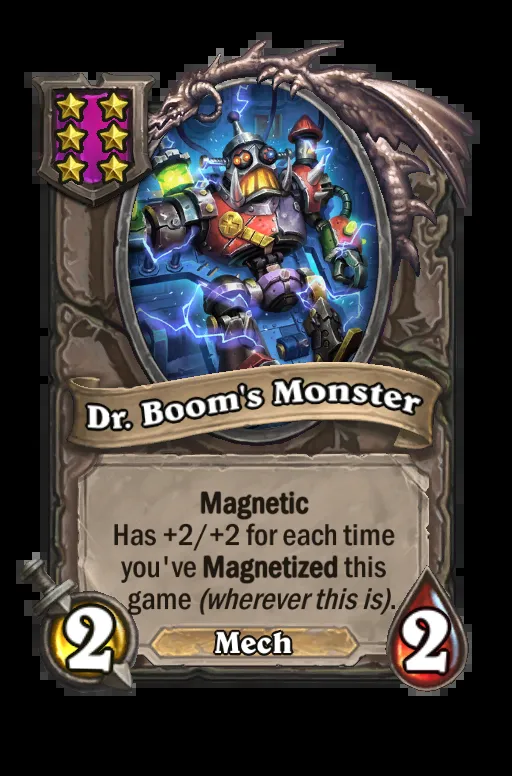 Dr. Boom's Monster
Magnetic
Has +2/+2 for each time
you've Magnetized this
game (wherever this is).
2
Mech
2